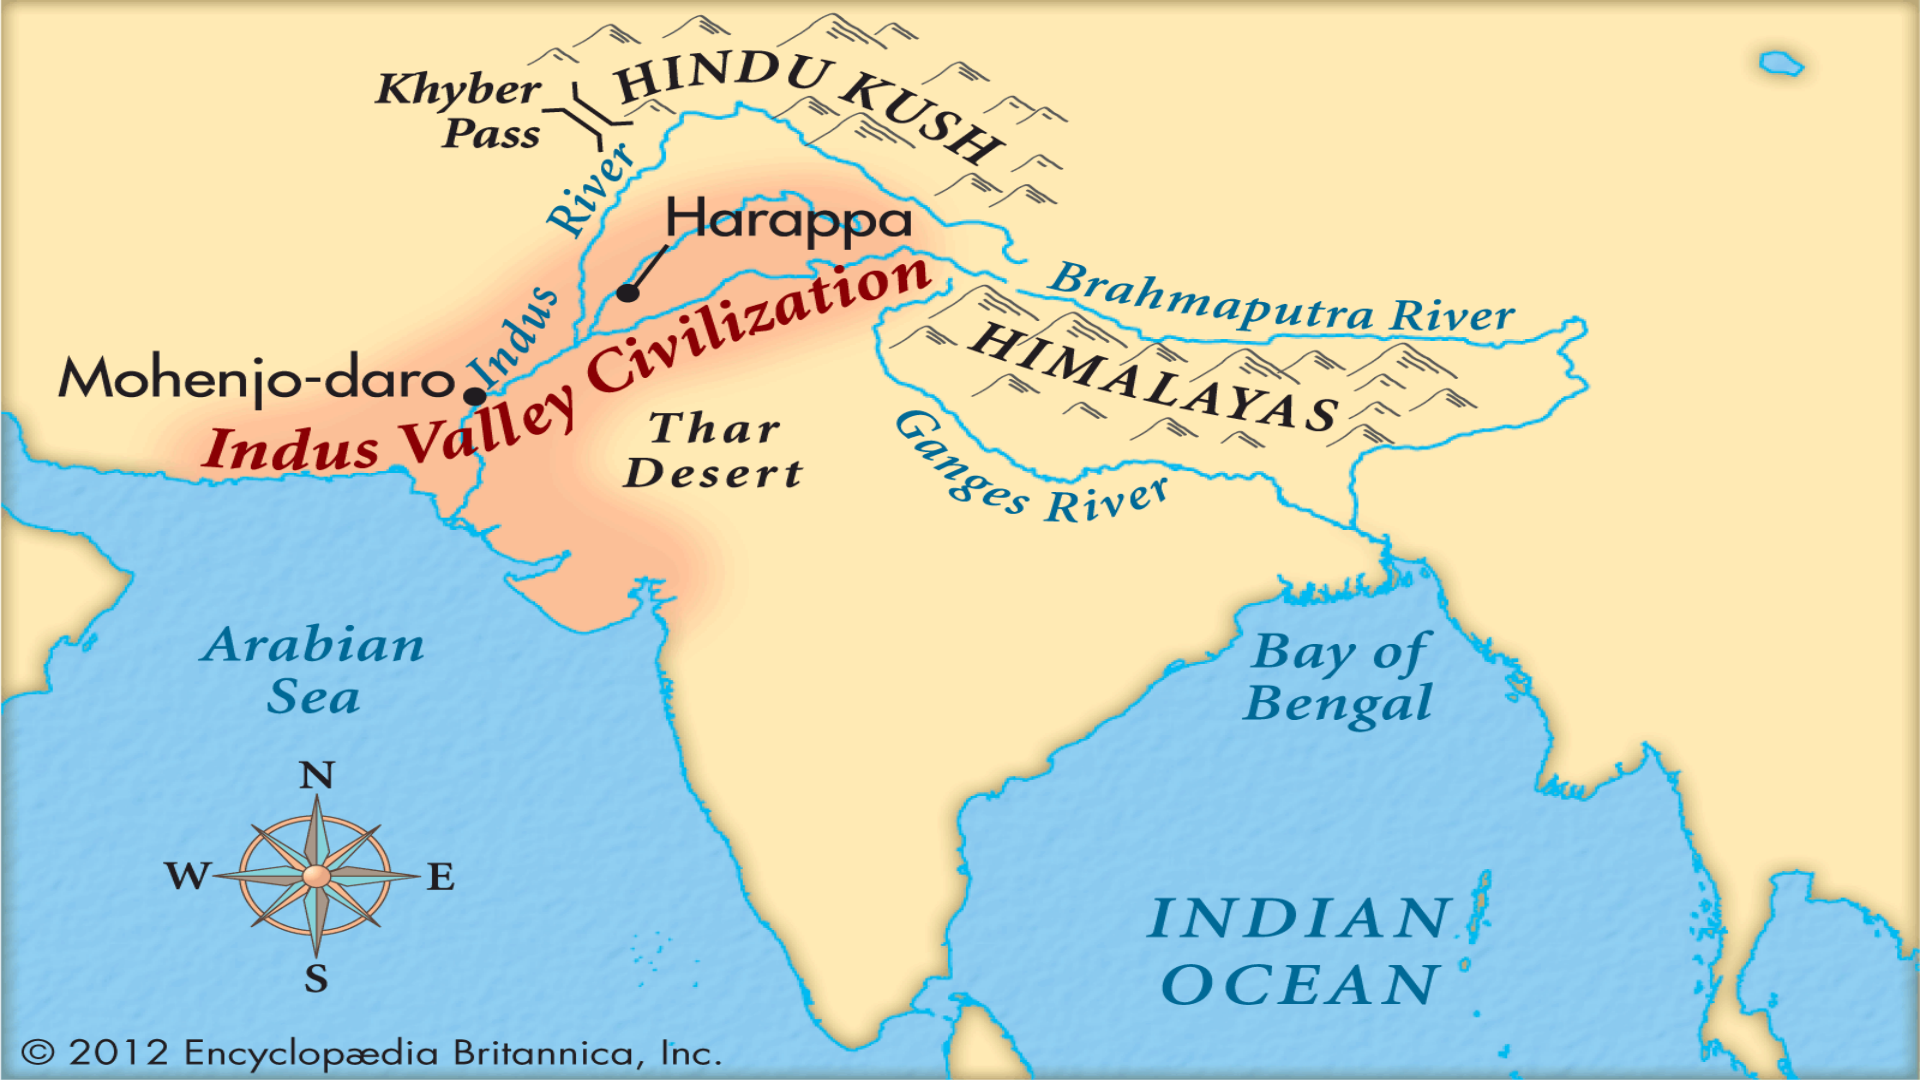 HINDU KUSH
Khyber
Pass
Indus River
Harappa
Brahmaputra River
HIMALAYAS
Mohenjo-daro
Indus Valley Civilization
Thar
Desert
Ganges River
Arabian
Sea
Bay of
Bengal
N
W
E
S
INDIAN
OCEAN
© 2012 Encyclopædia Britannica, Inc.